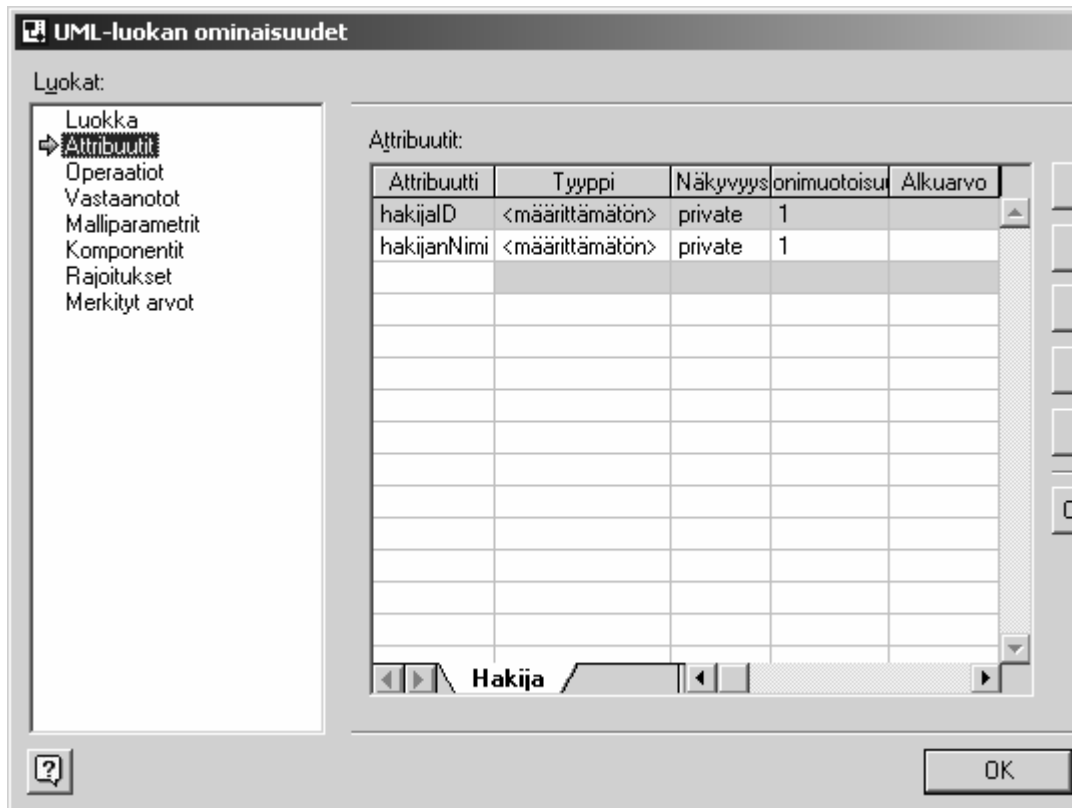 UML-luokan ominaisuudet
Luokat:
Luokka
Attribuutit
Operaatiot
Vastaanotot
Malliparametrit
Komponentit
Rajoitukset
Merkityt arvot
Attribuutit:
Attribuutti Tyyppi Näkyvyys onimuotoisuu Alkuarvo
hakijaID <määrittämätön> private 1
hakijanNimi <määrittämätön> private 1
Hakija
OK